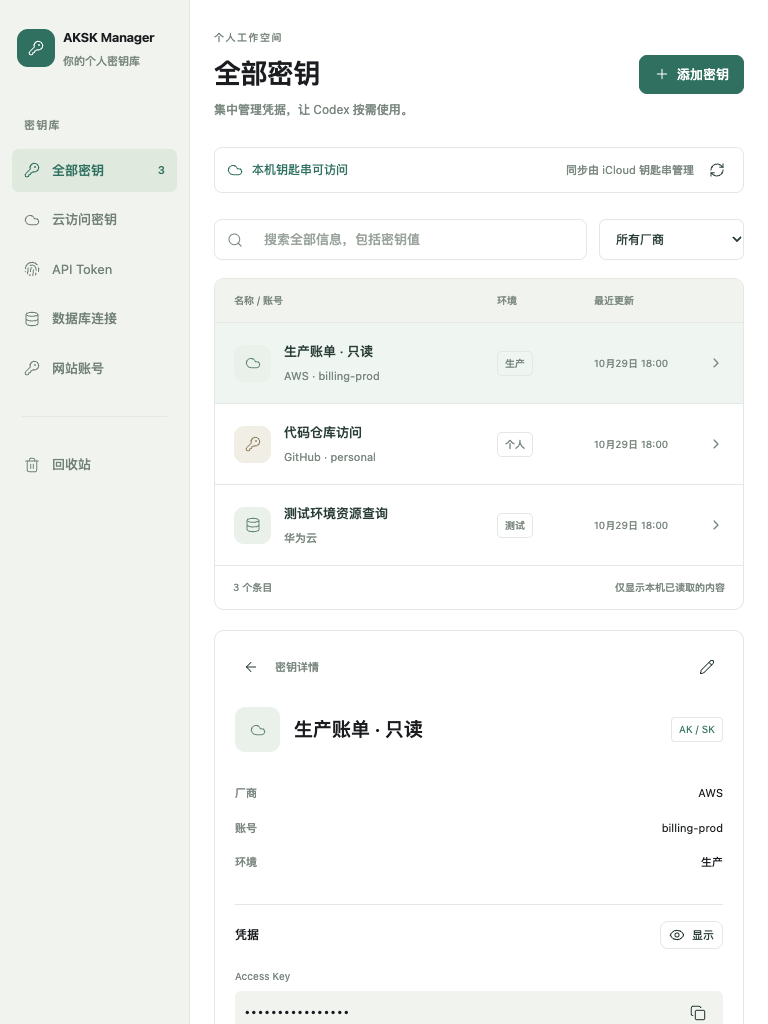 AKSK Manager
你的个人密钥库
密钥库
全部密钥 3
云访问密钥
API Token
数据库连接
网站账号
回收站
个人工作空间
全部密钥
添加密钥
集中管理凭据，让 Codex 按需使用。
本机钥匙串可访问
同步由 iCloud 钥匙串管理
搜索全部信息，包括密钥值
所有厂商
名称 / 账号 环境 最近更新
生产账单 · 只读
AWS · billing-prod
生产
10月29日 18:00
代码仓库访问
GitHub · personal
个人
10月29日 18:00
测试环境资源查询
华为云
测试
10月29日 18:00
3 个条目
仅显示本机已读取的内容
密钥详情
生产账单 · 只读
AK / SK
厂商 AWS
账号 billing-prod
环境 生产
凭据
显示
Access Key
••••••••••••••••